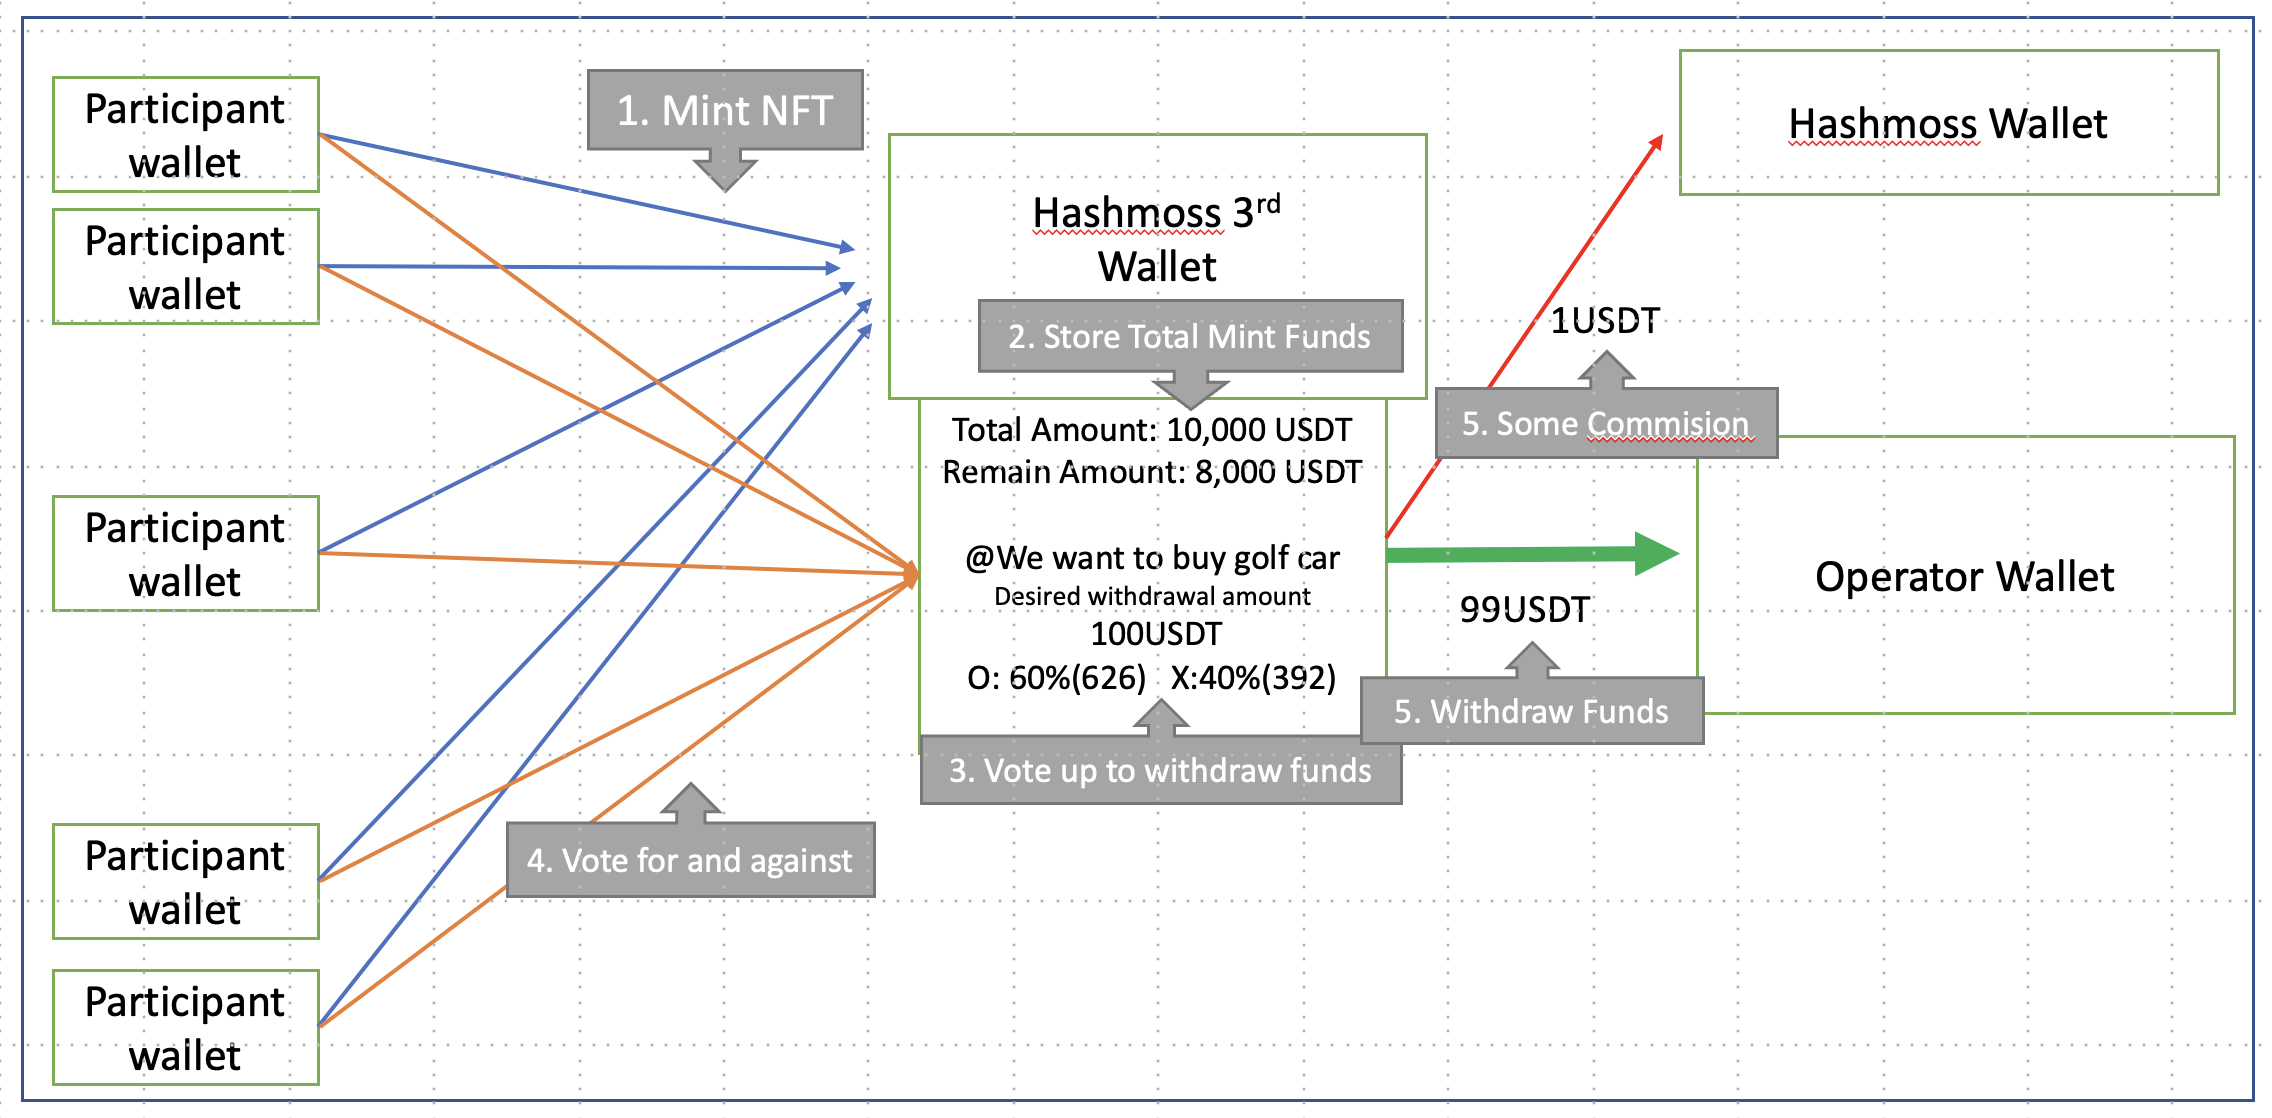 Participant
wallet
Participant
wallet
Participant
wallet
Participant
wallet
Participant
wallet
1. Mint NFT
Hashmoss 3rd
Wallet
2. Store Total Mint Funds
Total Amount: 10,000 USDT
Remain Amount: 8,000 USDT
@We want to buy golf car
Desired withdrawal amount
100USDT
O: 60%(626) X:40%(392)
3. Vote up to withdraw funds
4. Vote for and against
Hashmoss Wallet
1USDT
5. Some Commision
Operator Wallet
99USDT
5. Withdraw Funds